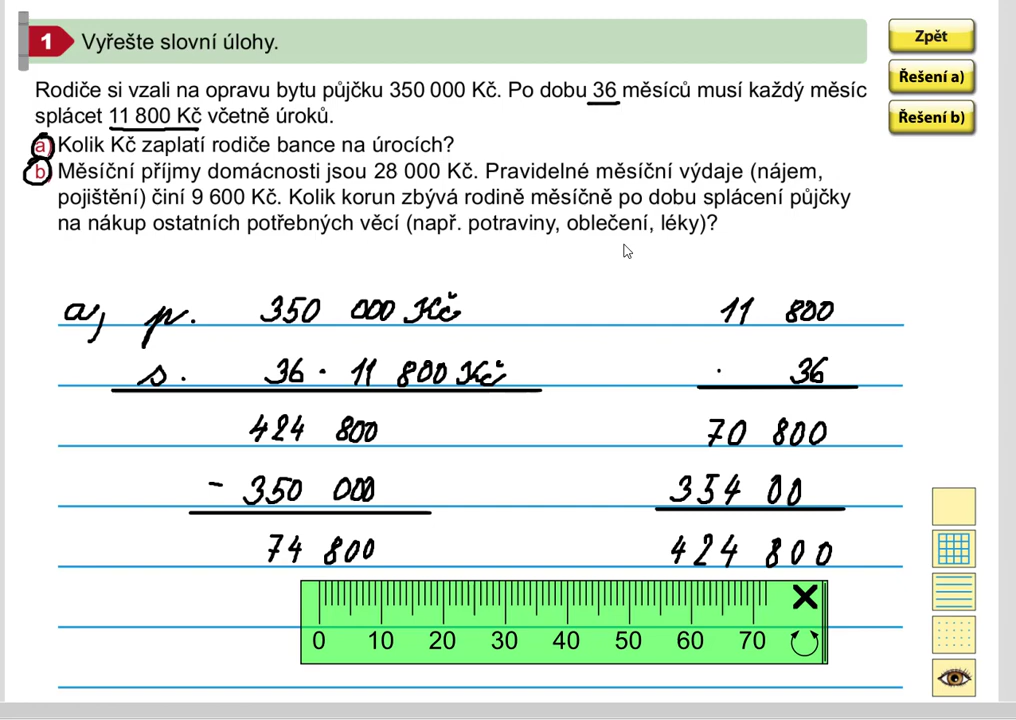 1 Vyřešte slovní úlohy.
Zpět
Řešení a)
Řešení b)
Rodiče si vzali na opravu bytu půjčku 350 000 Kč. Po dobu 36 měsíců musí každý měsíc
splácet 11 800 Kč včetně úroků.
a) Kolik Kč zaplatí rodiče bance na úrocích?
b) Měsíční příjmy domácnosti jsou 28 000 Kč. Pravidelné měsíční výdaje (nájem,
pojištění) činí 9 600 Kč. Kolik korun zbývá rodině měsíčně po dobu splácení půjčky
na nákup ostatních potřebných věcí (např. potraviny, oblečení, léky)?
a) p. 350 000 Kč
s. 36 · 11 800 Kč
424 800
- 350 000
74 800
11 800
· 36
70 800
354 00
424 800
0 10 20 30 40 50 60 70